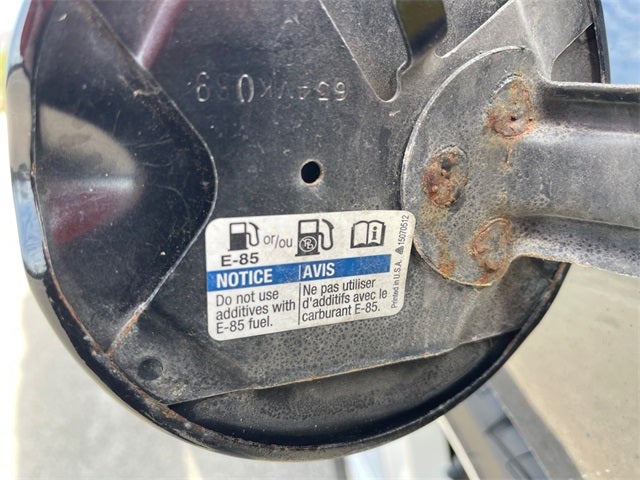 654VK039
or/ou
E-85
NOTICE
AVIS
Do not use
additives with
E-85 fuel.
Ne pas utiliser
d'additifs avec le
carburant E-85.
Printed in U.S.A.
15070512